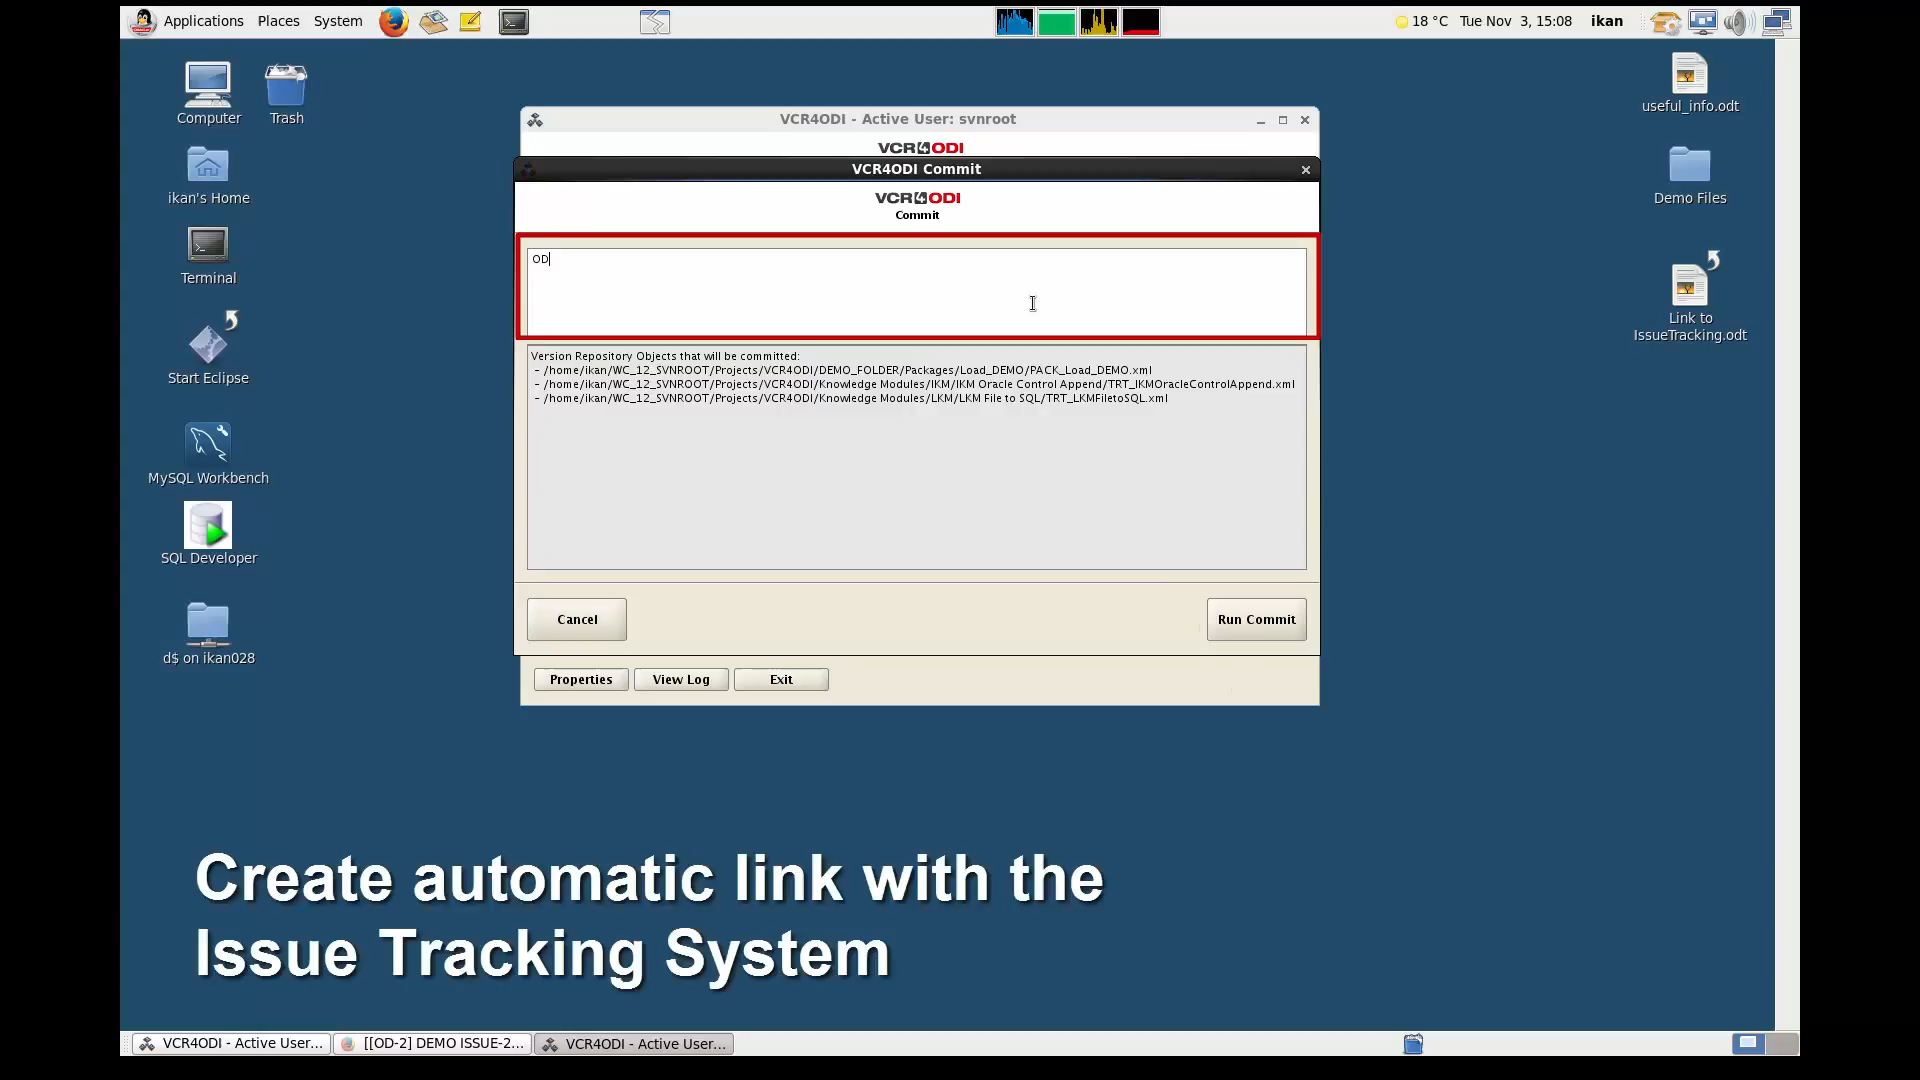 Applications Places System
18 °C Tue Nov 3, 15:08 ikan
Computer
Trash
ikan's Home
Terminal
Start Eclipse
MySQL Workbench
SQL Developer
d$ on ikan028
useful_info.odt
Demo Files
Link to
IssueTracking.odt
VCR4ODI - Active User: svnroot
VCR4ODI
VCR4ODI Commit
VCR4ODI
Commit
OD
Version Repository Objects that will be committed:
- /home/ikan/WC_12_SVNROOT/Projects/VCR4ODI/DEMO_FOLDER/Packages/Load_DEMO/PACK_Load_DEMO.xml
- /home/ikan/WC_12_SVNROOT/Projects/VCR4ODI/Knowledge Modules/IKM/IKM Oracle Control Append/TRT_IKMOracleControlAppend.xml
- /home/ikan/WC_12_SVNROOT/Projects/VCR4ODI/Knowledge Modules/LKM/LKM File to SQL/TRT_LKMFiletoSQL.xml
Cancel
Run Commit
Properties
View Log
Exit
Create automatic link with the
Issue Tracking System
VCR4ODI - Active User...
[[OD-2] DEMO ISSUE-2...
VCR4ODI - Active User...